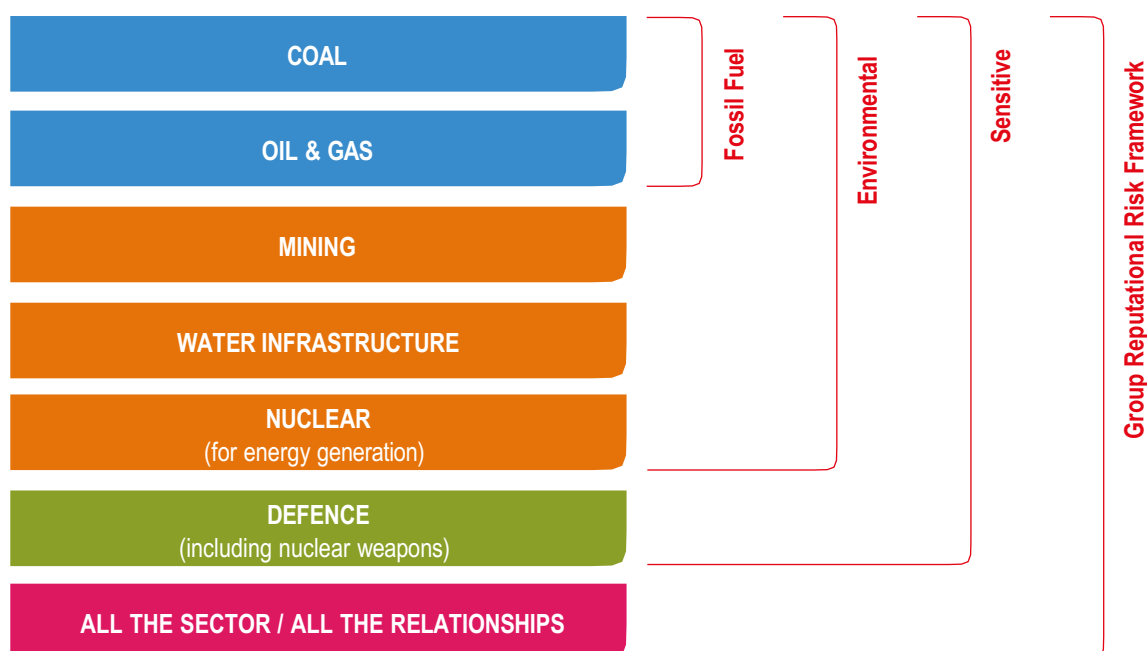 COAL
OIL & GAS
MINING
WATER INFRASTRUCTURE
NUCLEAR
(for energy generation)
DEFENCE
(including nuclear weapons)
ALL THE SECTOR / ALL THE RELATIONSHIPS
Fossil Fuel
Environmental
Sensitive
Group Reputational Risk Framework